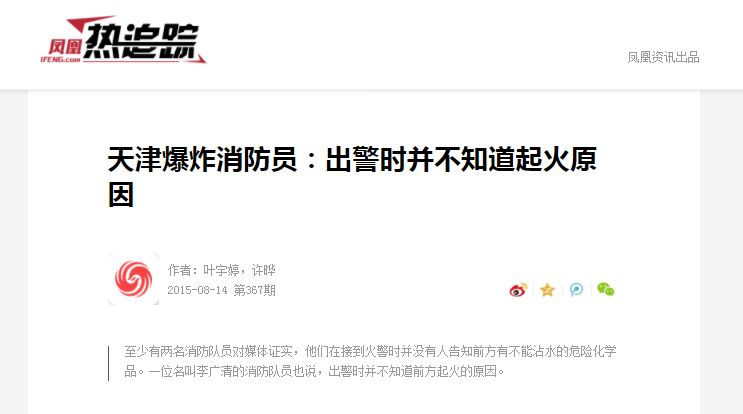 凤凰 热追踪
iFENG.com
凤凰资讯出品
天津爆炸消防员：出警时并不知道起火原
因
作者：叶宇婷，许晔
2015-08-14 第367期
至少有两名消防队员对媒体证实，他们在接到火警时并没有人告知前方有不能沾水的危险化学
品。一位名叫李广清的消防队员也说，出警时并不知道前方起火的原因。